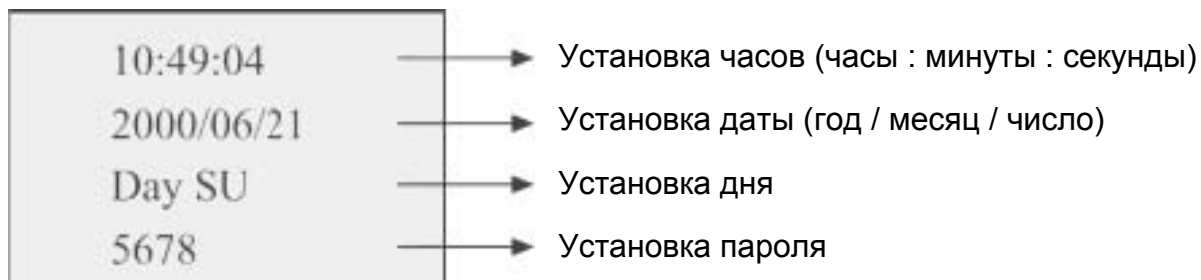 10:49:04 Установка часов (часы : минуты : секунды)
2000/06/21 Установка даты (год / месяц / число)
Day SU Установка дня
5678 Установка пароля